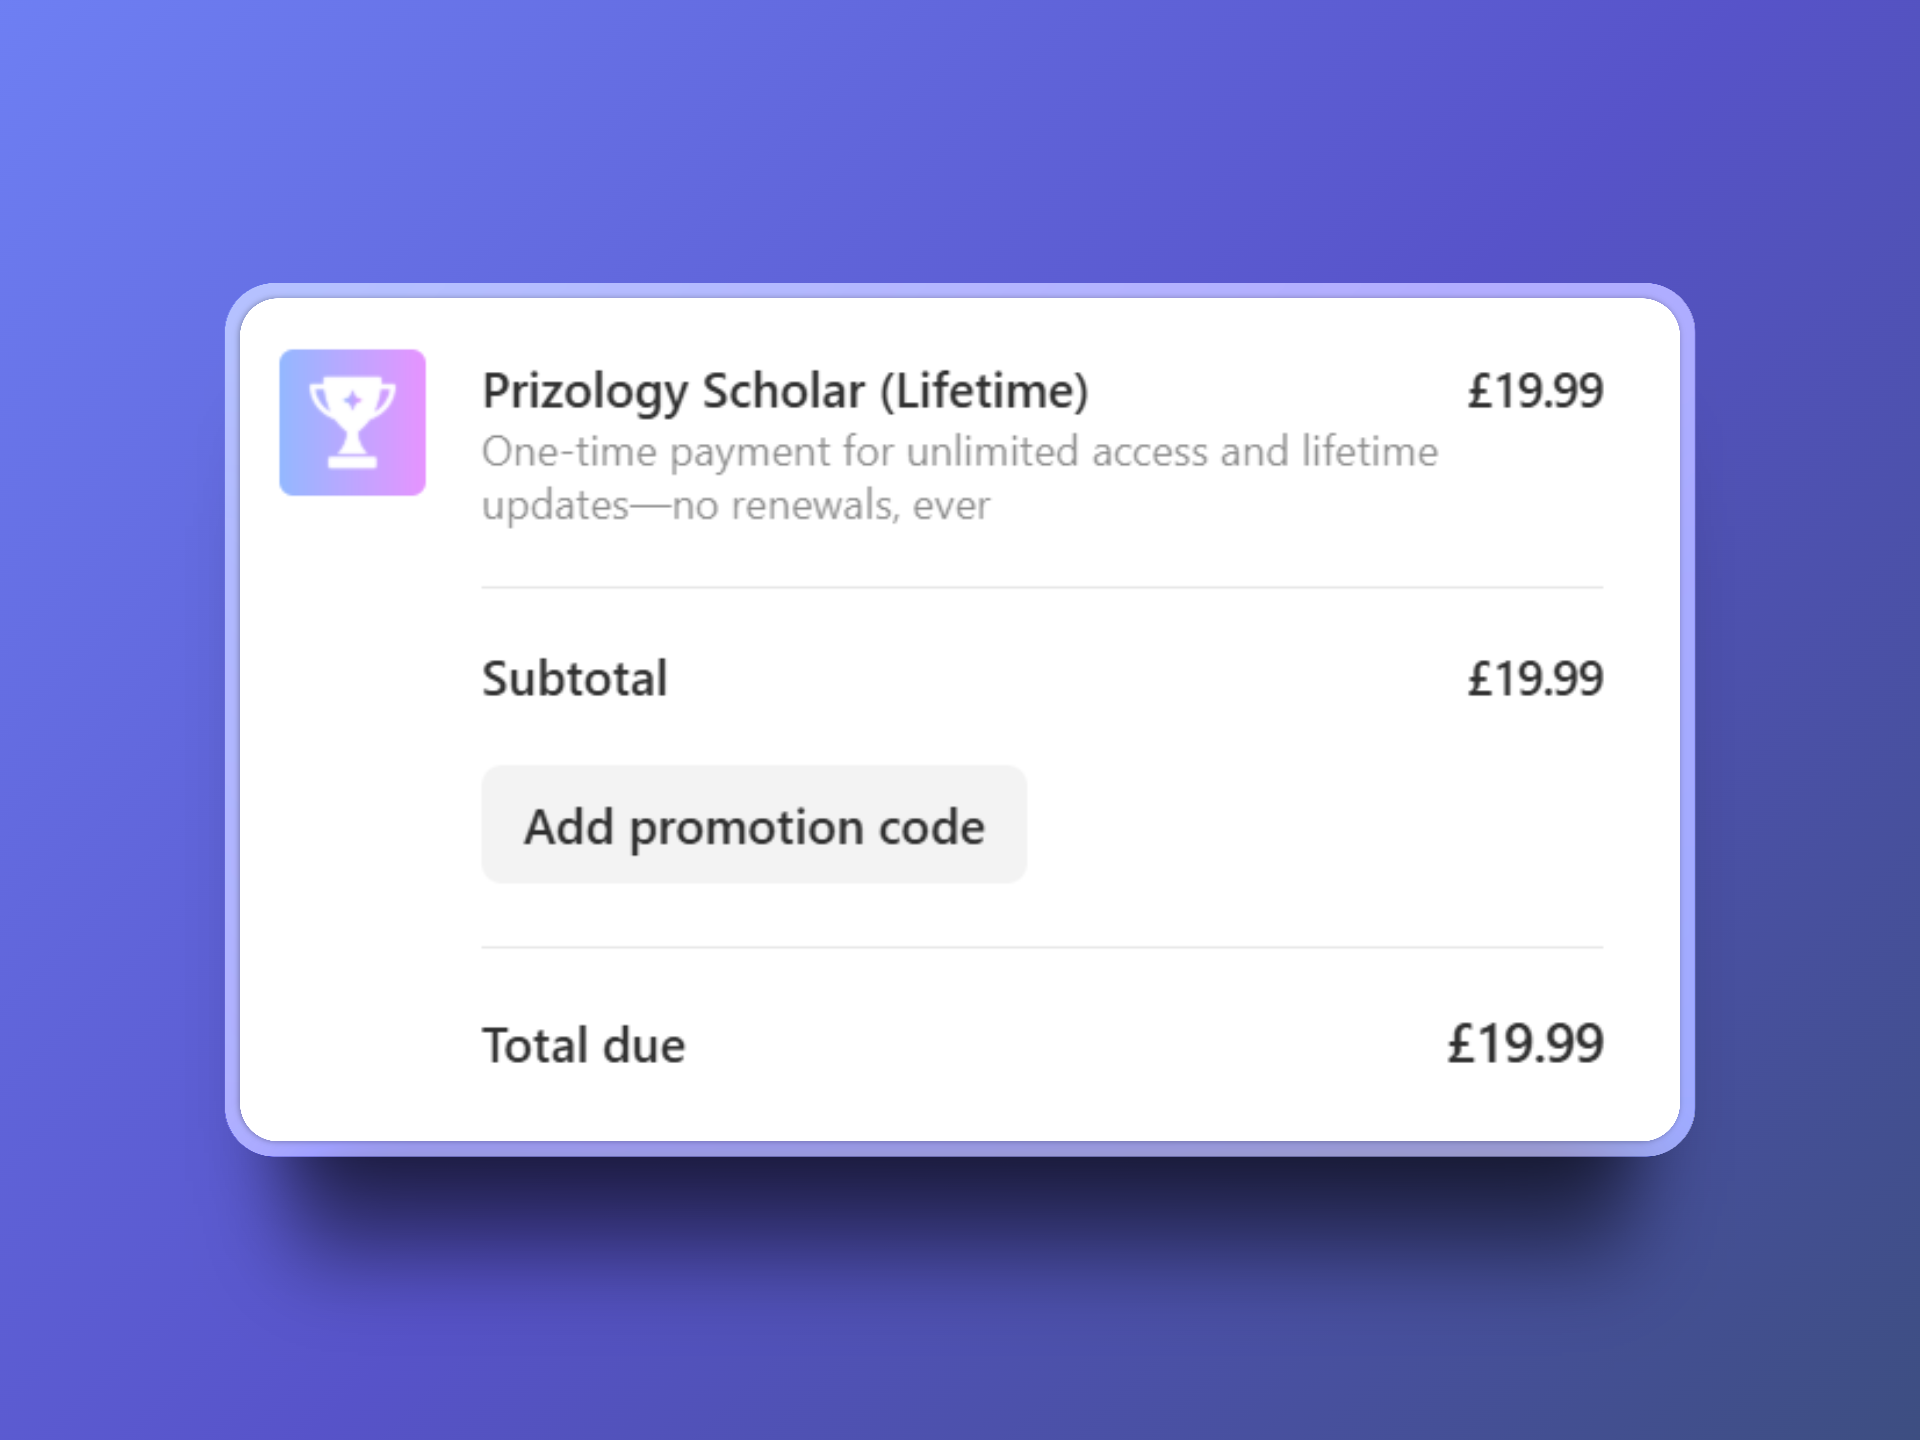 Prizology Scholar (Lifetime) £19.99
One-time payment for unlimited access and lifetime
updates—no renewals, ever
Subtotal £19.99
Add promotion code
Total due £19.99